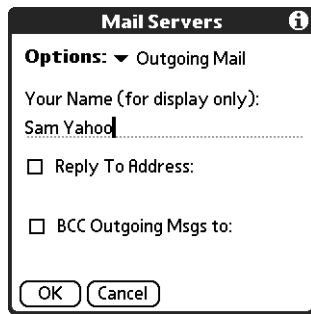 Mail Servers
Options: Outgoing Mail
Your Name (for display only):
Sam Yahoo
Reply To Address:
BCC Outgoing Msgs to:
OK Cancel